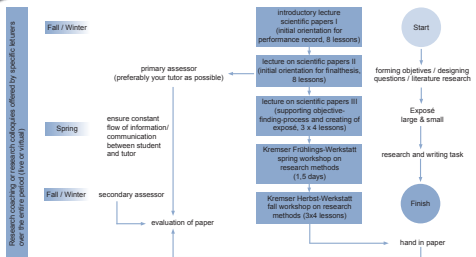 Research coaching or research colloquies offered by specific leturers
over the entire period (live or virtual)
Fall / Winter
introductory lecture
scientific papers I
(initial orientation for
performance record, 8 lessons)
Start
primary assessor
(preferably your tutor as possible)
lecture on scientific papers II
(initial orientation for finalthesis,
8 lessons)
forming objetives / designing
questions / literature research
Spring
ensure constant
flow of information/
communication
between student
and tutor
lecture on scientific papers III
(supporting objective-
finding-process and creating of
exposé, 3 x 4 lessons)
Exposé
large & small
Kremser Frühlings-Werkstatt
spring workshop on
research methods
(1,5 days)
research and writing task
Fall / Winter
secondary assessor
Kremser Herbst-Werkstatt
fall workshop on research
methods (3x4 lessons)
Finish
evaluation of paper
hand in paper